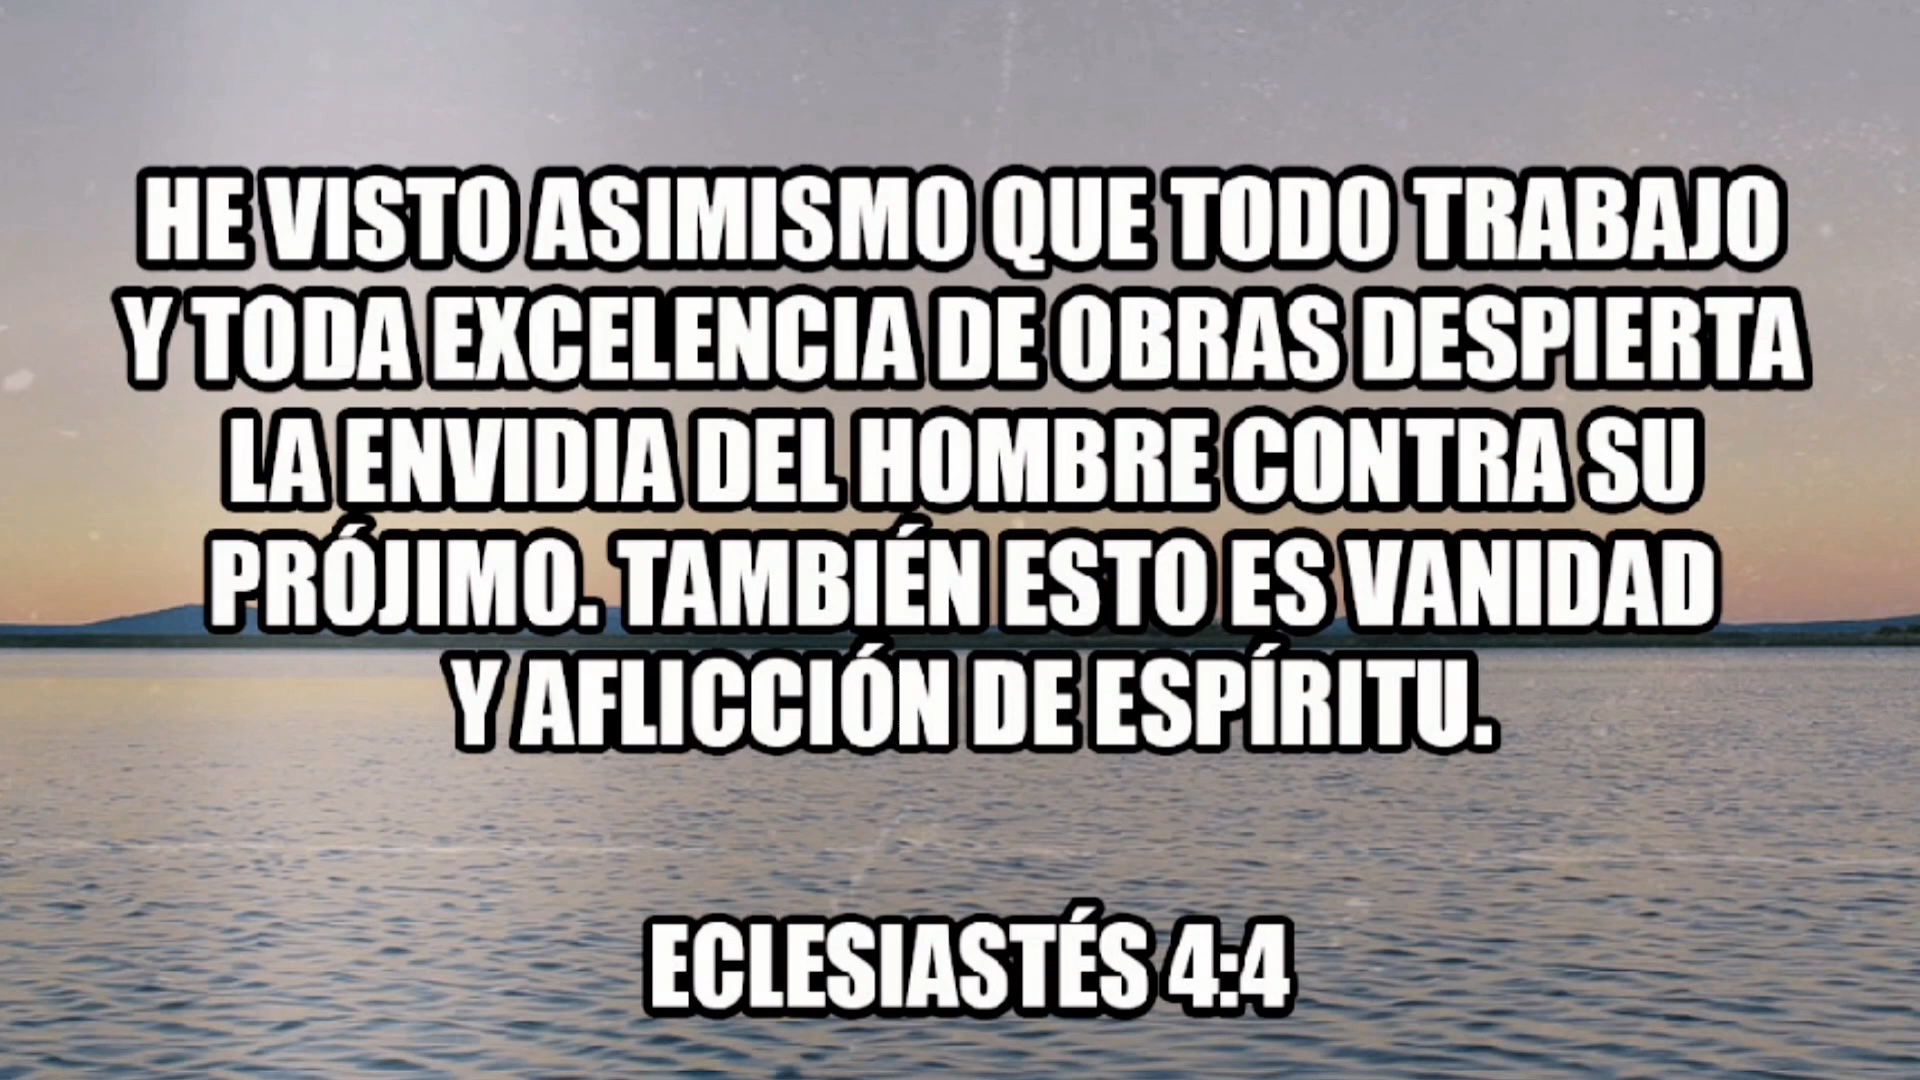 HE VISTO ASIMISMO QUE TODO TRABAJO
Y TODA EXCELENCIA DE OBRAS DESPIERTA
LA ENVIDIA DEL HOMBRE CONTRA SU
PRÓJIMO. TAMBIÉN ESTO ES VANIDAD
Y AFLICCIÓN DE ESPÍRITU.
ECLESIASTÉS 4:4